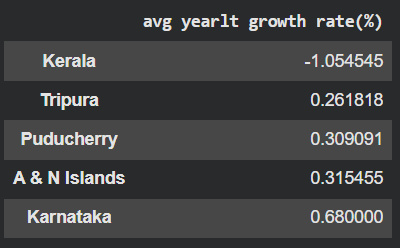 avg yearlt growth rate(%)
Kerala -1.054545
Tripura 0.261818
Puducherry 0.309091
A & N Islands 0.315455
Karnataka 0.680000